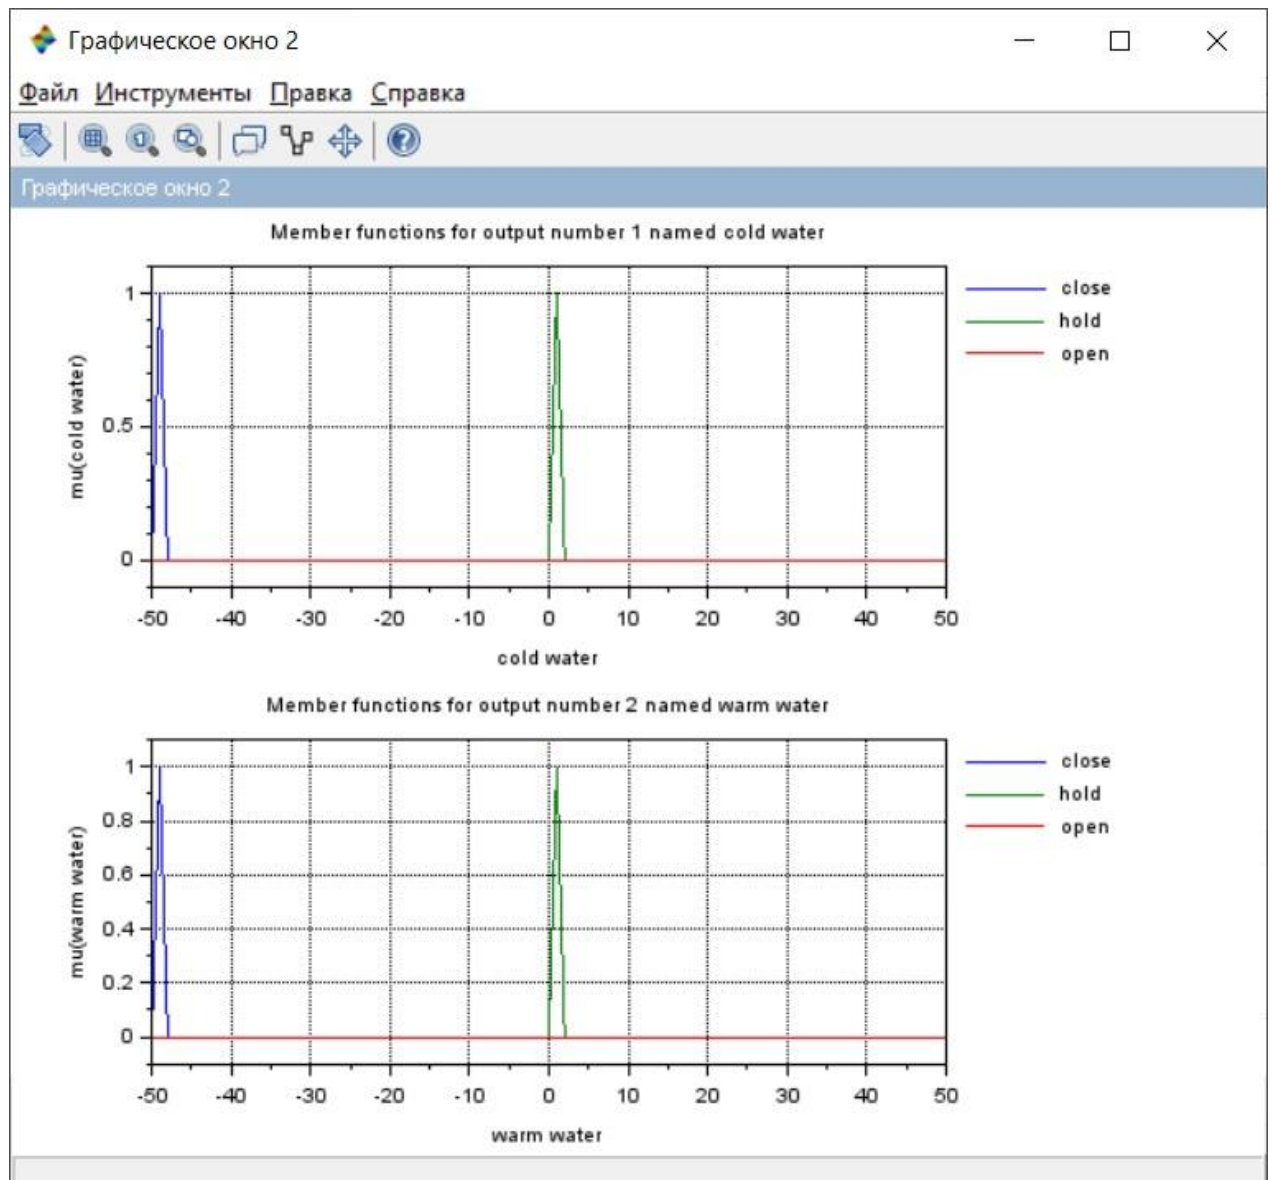 Графическое окно 2
Файл Инструменты Правка Справка
Графическое окно 2
Member functions for output number 1 named cold water
1
0.5
0
mu(cold water)
-50 -40 -30 -20 -10 0 10 20 30 40 50
cold water
close
hold
open
Member functions for output number 2 named warm water
1
0.8
0.6
0.4
0.2
0
mu(warm water)
-50 -40 -30 -20 -10 0 10 20 30 40 50
warm water
close
hold
open